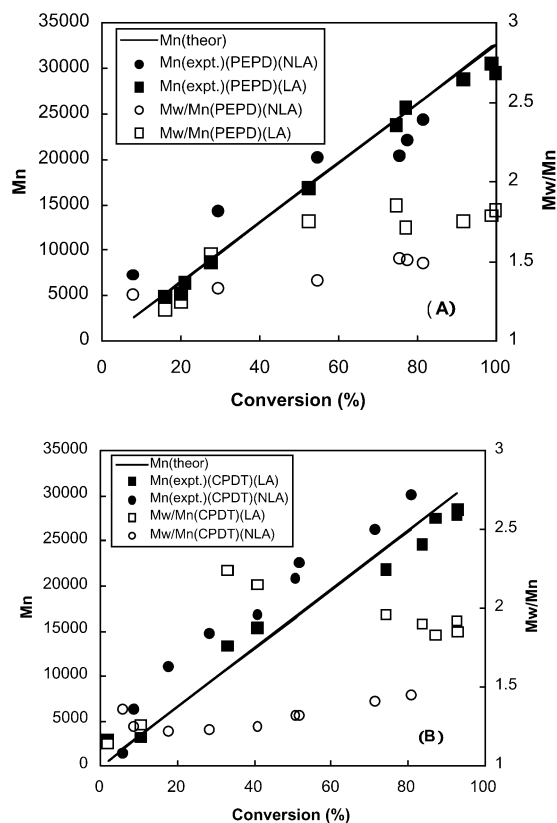 35000
30000
25000
20000
15000
10000
5000
0
Mn
Mn(theor)
Mn(expt.)(PEPD)(NLA)
Mn(expt.)(PEPD)(LA)
Mw/Mn(PEPD)(NLA)
Mw/Mn(PEPD)(LA)
3
2.5
2
1.5
1
Mw/Mn
(A)
0 20 40 60 80 100
Conversion (%)
35000
30000
25000
20000
15000
10000
5000
0
Mn
Mn(theor)
Mn(expt.)(CPDT)(LA)
Mn(expt.)(CPDT)(NLA)
Mw/Mn(CPDT)(LA)
Mw/Mn(CPDT)(NLA)
3
2.5
2
1.5
1
Mw/Mn
(B)
0 20 40 60 80 100
Conversion (%)